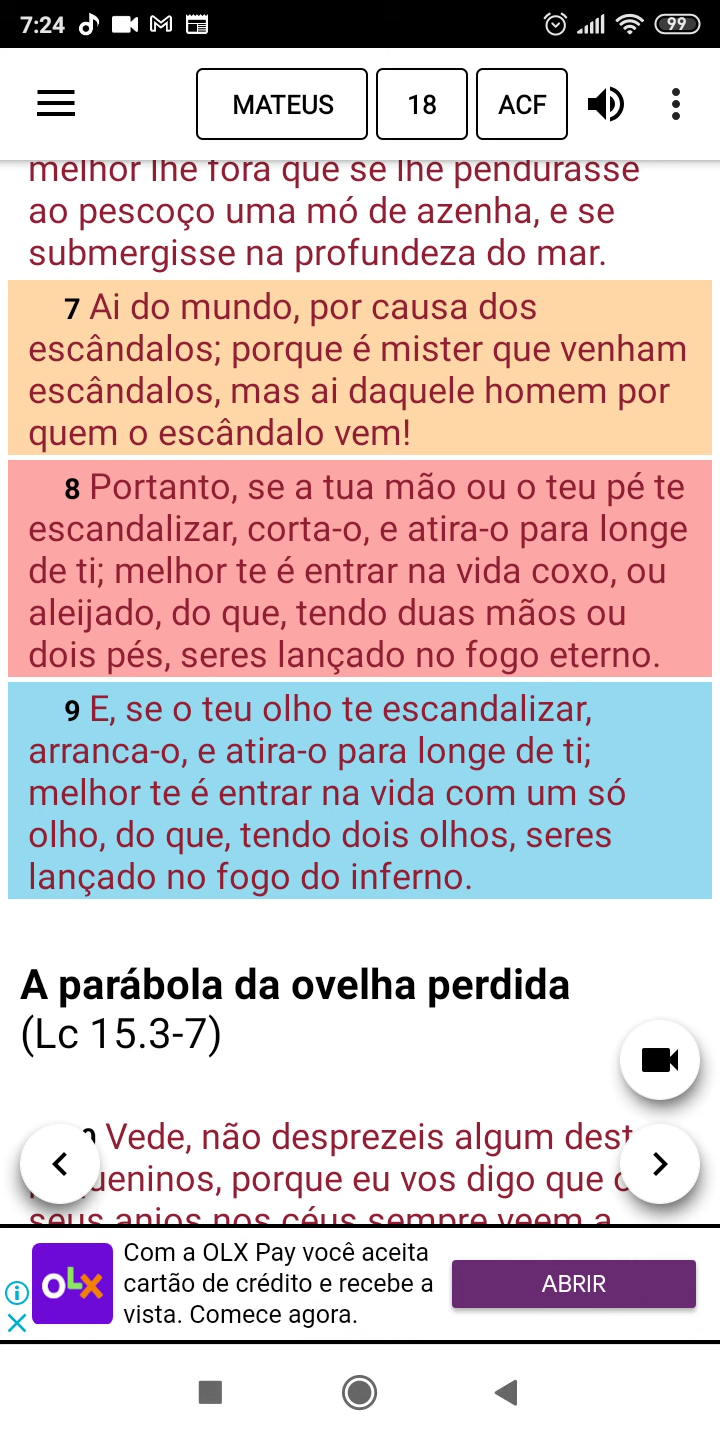 7:24
99
MATEUS 18 ACF
melhor lhe fora que se lhe pendurasse
ao pescoço uma mó de azenha, e se
submergisse na profundeza do mar.
7 Ai do mundo, por causa dos
escândalos; porque é mister que venham
escândalos, mas ai daquele homem por
quem o escândalo vem!
8 Portanto, se a tua mão ou o teu pé te
escandalizar, corta-o, e atira-o para longe
de ti; melhor te é entrar na vida coxo, ou
aleijado, do que, tendo duas mãos ou
dois pés, seres lançado no fogo eterno.
9 E, se o teu olho te escandalizar,
arranca-o, e atira-o para longe de ti;
melhor te é entrar na vida com um só
olho, do que, tendo dois olhos, seres
lançado no fogo do inferno.
A parábola da ovelha perdida
(Lc 15.3-7)
Vede, não desprezeis algum
porque eu vos digo que
seus anjos nos céus sempre veem a
OLX
Com a OLX Pay você aceita
cartão de crédito e recebe a
vista. Comece agora.
ABRIR